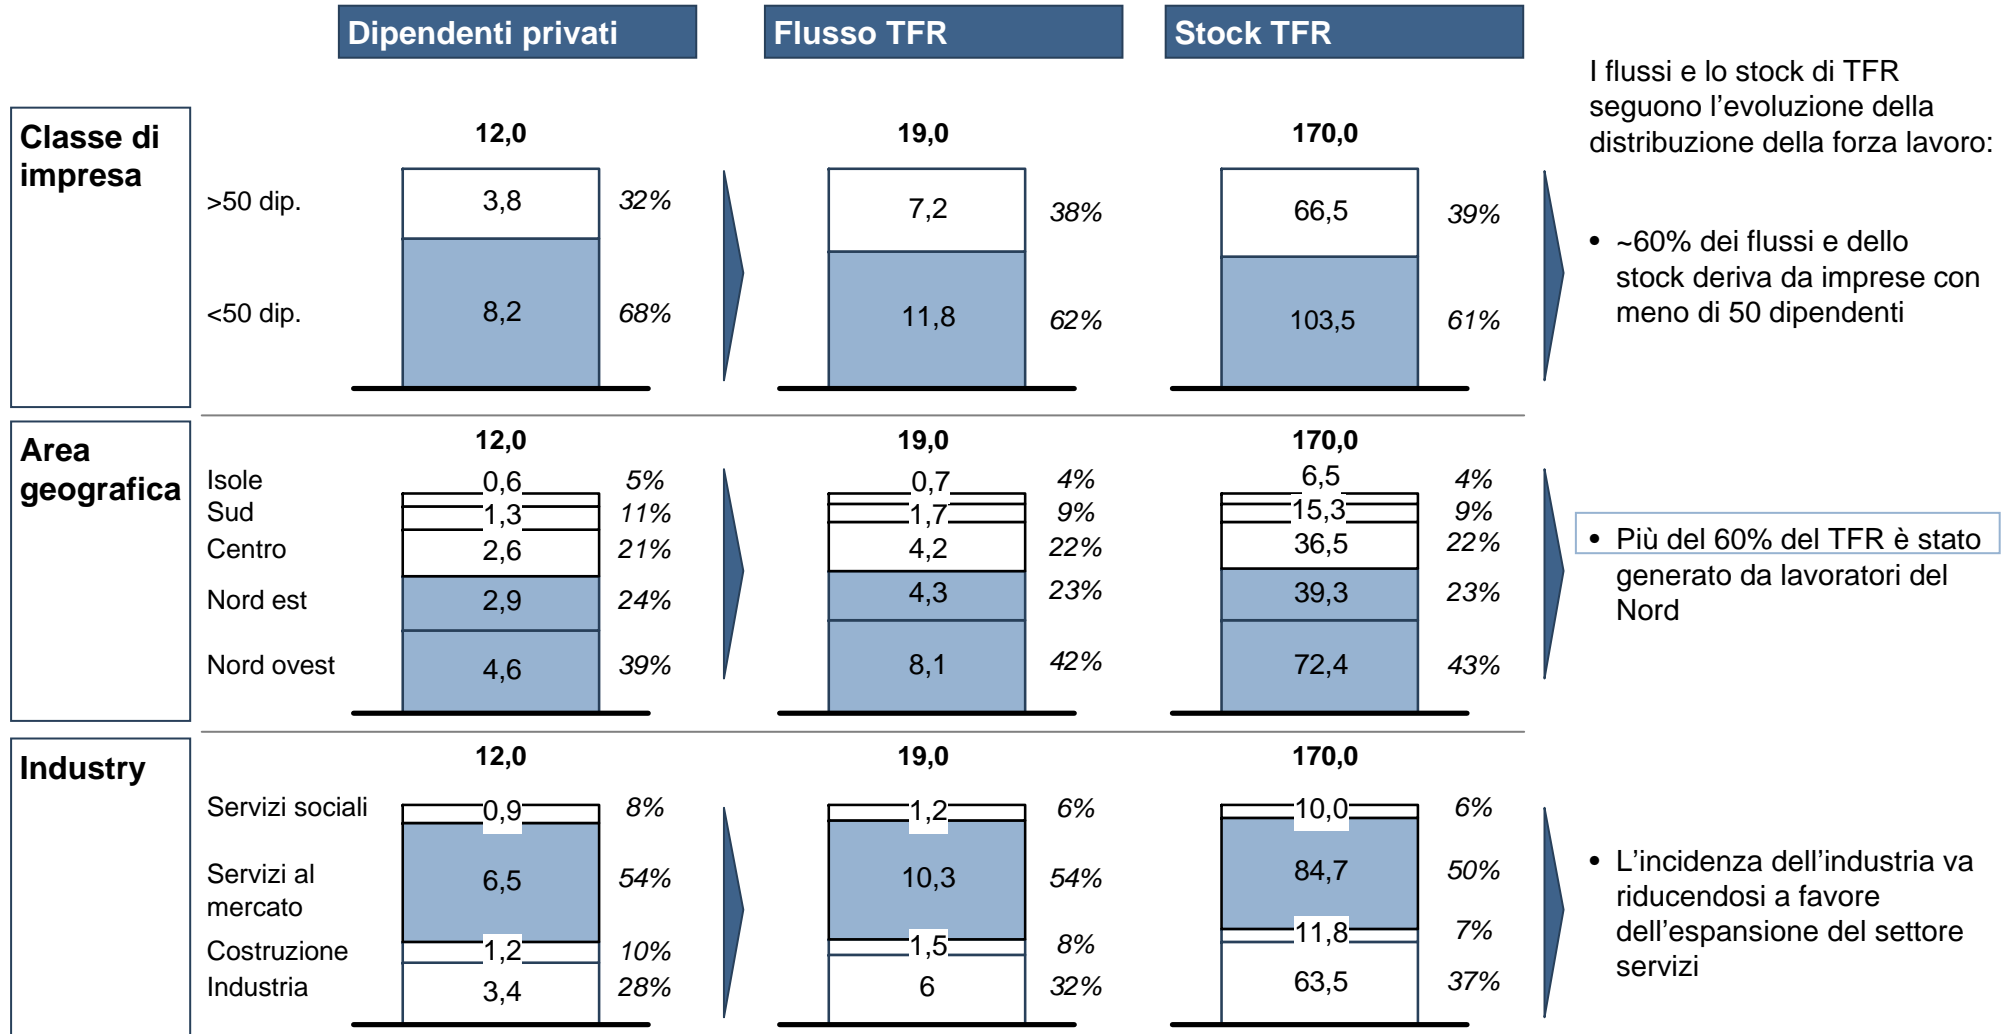 Dipendenti privati
Flusso TFR
Stock TFR
Classe di
impresa
12,0
19,0
170,0
>50 dip.
3,8
32%
7,2
38%
66,5
39%
<50 dip.
8,2
68%
11,8
62%
103,5
61%
I flussi e lo stock di TFR
seguono l’evoluzione della
distribuzione della forza lavoro:
• ~60% dei flussi e dello
stock deriva da imprese con
meno di 50 dipendenti
Area
geografica
12,0
19,0
170,0
Isole
0,6
5%
0,7
4%
6,5
4%
Sud
1,3
11%
1,7
9%
15,3
9%
Centro
2,6
21%
4,2
22%
36,5
22%
Nord est
2,9
24%
4,3
23%
39,3
23%
Nord ovest
4,6
39%
8,1
42%
72,4
43%
• Più del 60% del TFR è stato
generato da lavoratori del
Nord
Industry
12,0
19,0
170,0
Servizi sociali
0,9
8%
1,2
6%
10,0
6%
Servizi al
mercato
6,5
54%
10,3
54%
84,7
50%
Costruzione
1,2
10%
1,5
8%
11,8
7%
Industria
3,4
28%
6
32%
63,5
37%
• L’incidenza dell’industria va
riducendosi a favore
dell’espansione del settore
servizi